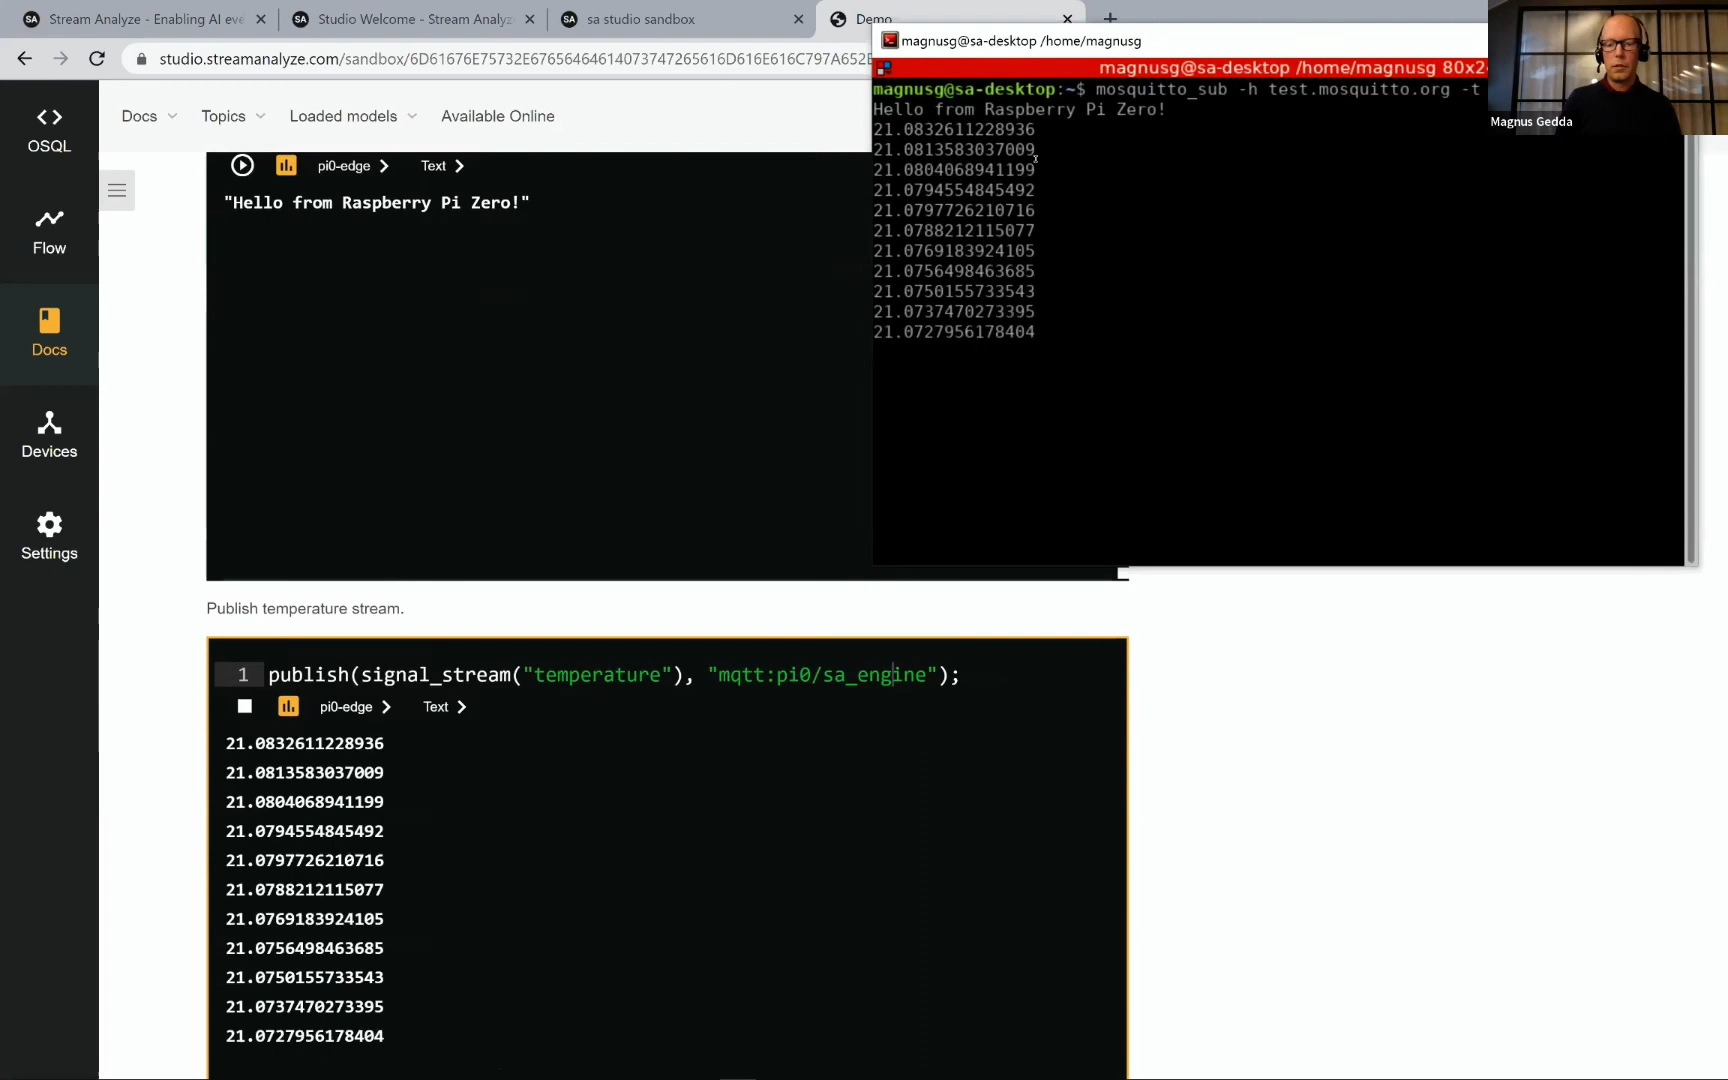 Stream Analyze - Enabling AI eve
Studio Welcome - Stream Analyz
sa studio sandbox
Demo
studio.streamanalyze.com/sandbox/6D61676E75732E67656464614073747265616D616E616C797A652E
magnusg@sa-desktop /home/magnusg
magnusg@sa-desktop /home/magnusg 80x2
magnusg@sa-desktop:~$ mosquitto_sub -h test.mosquitto.org -t
Hello from Raspberry Pi Zero!
21.0832611228936
21.0813583037009
21.0804068941199
21.0794554845492
21.0797726210716
21.0788212115077
21.0769183924105
21.0756498463685
21.0750155733543
21.0737470273395
21.0727956178404
Magnus Gedda
OSQL
Flow
Docs
Devices
Settings
Docs Topics Loaded models Available Online
pi0-edge Text
"Hello from Raspberry Pi Zero!"
Publish temperature stream.
1 publish(signal_stream("temperature"), "mqtt:pi0/sa_engine");
pi0-edge Text
21.0832611228936
21.0813583037009
21.0804068941199
21.0794554845492
21.0797726210716
21.0788212115077
21.0769183924105
21.0756498463685
21.0750155733543
21.0737470273395
21.0727956178404